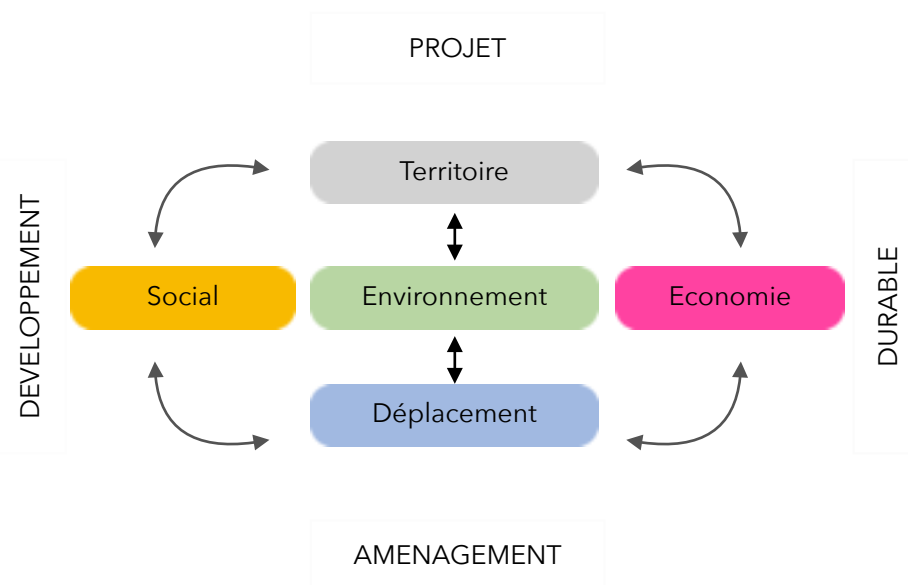 PROJET
Territoire
DEVELOPPEMENT
Social
Environnement
Economie
DURABLE
Déplacement
AMENAGEMENT